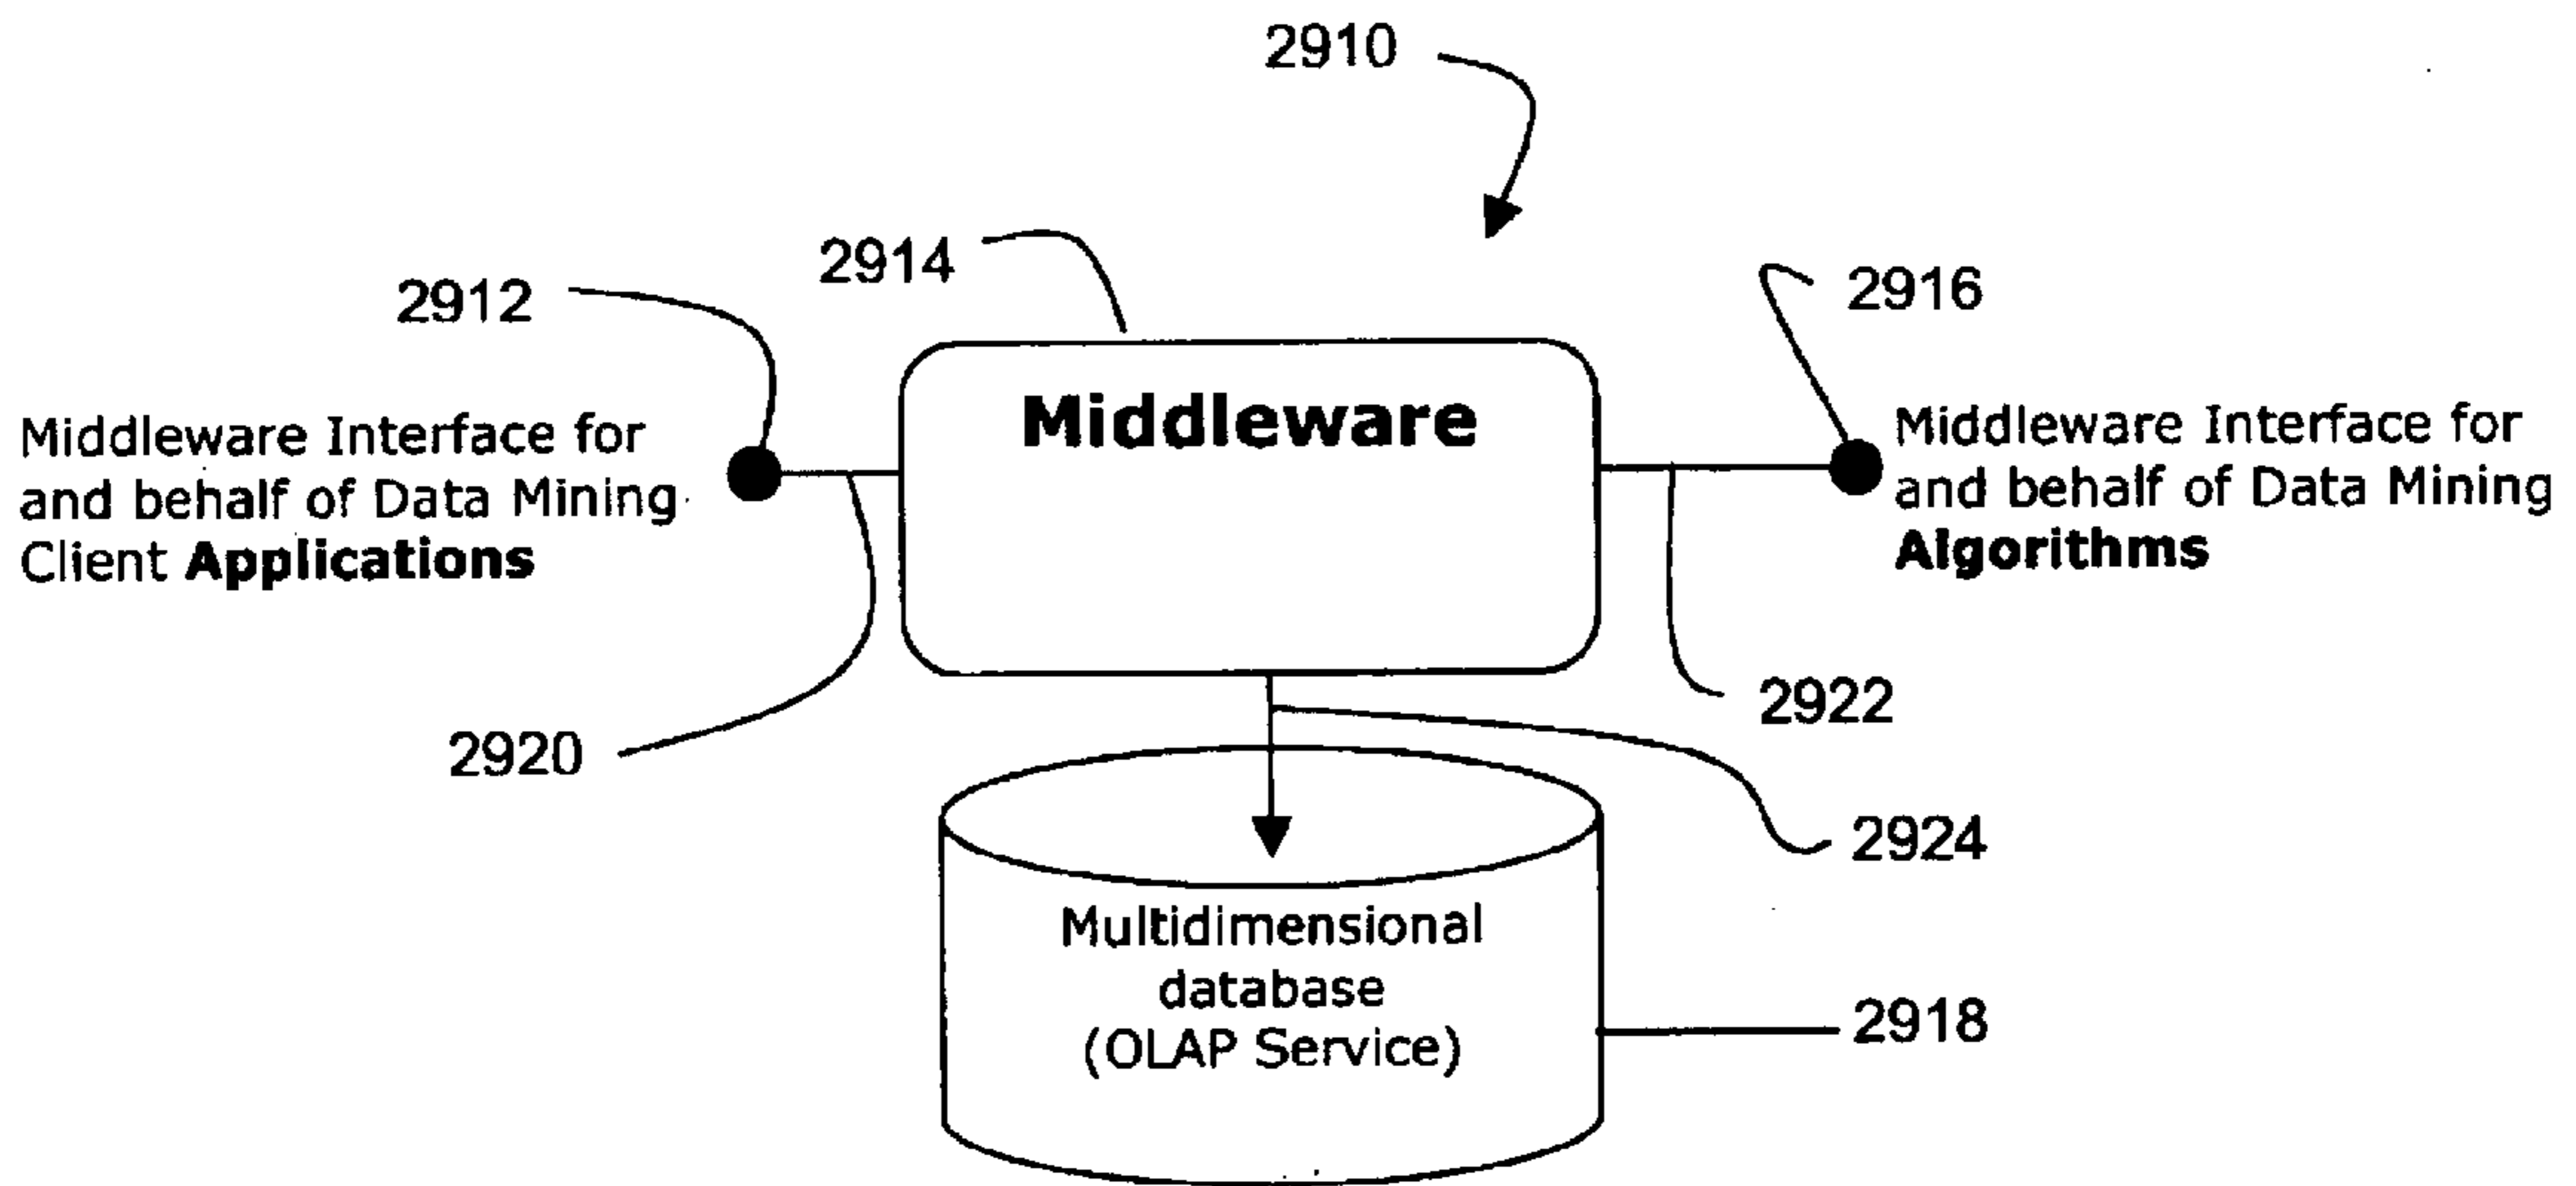 2910
2914
2912
2916
Middleware
Middleware Interface for
and behalf of Data Mining
Client Applications
Middleware Interface for
and behalf of Data Mining
Algorithms
2922
2920
2924
Multidimensional
database
(OLAP Service)
2918